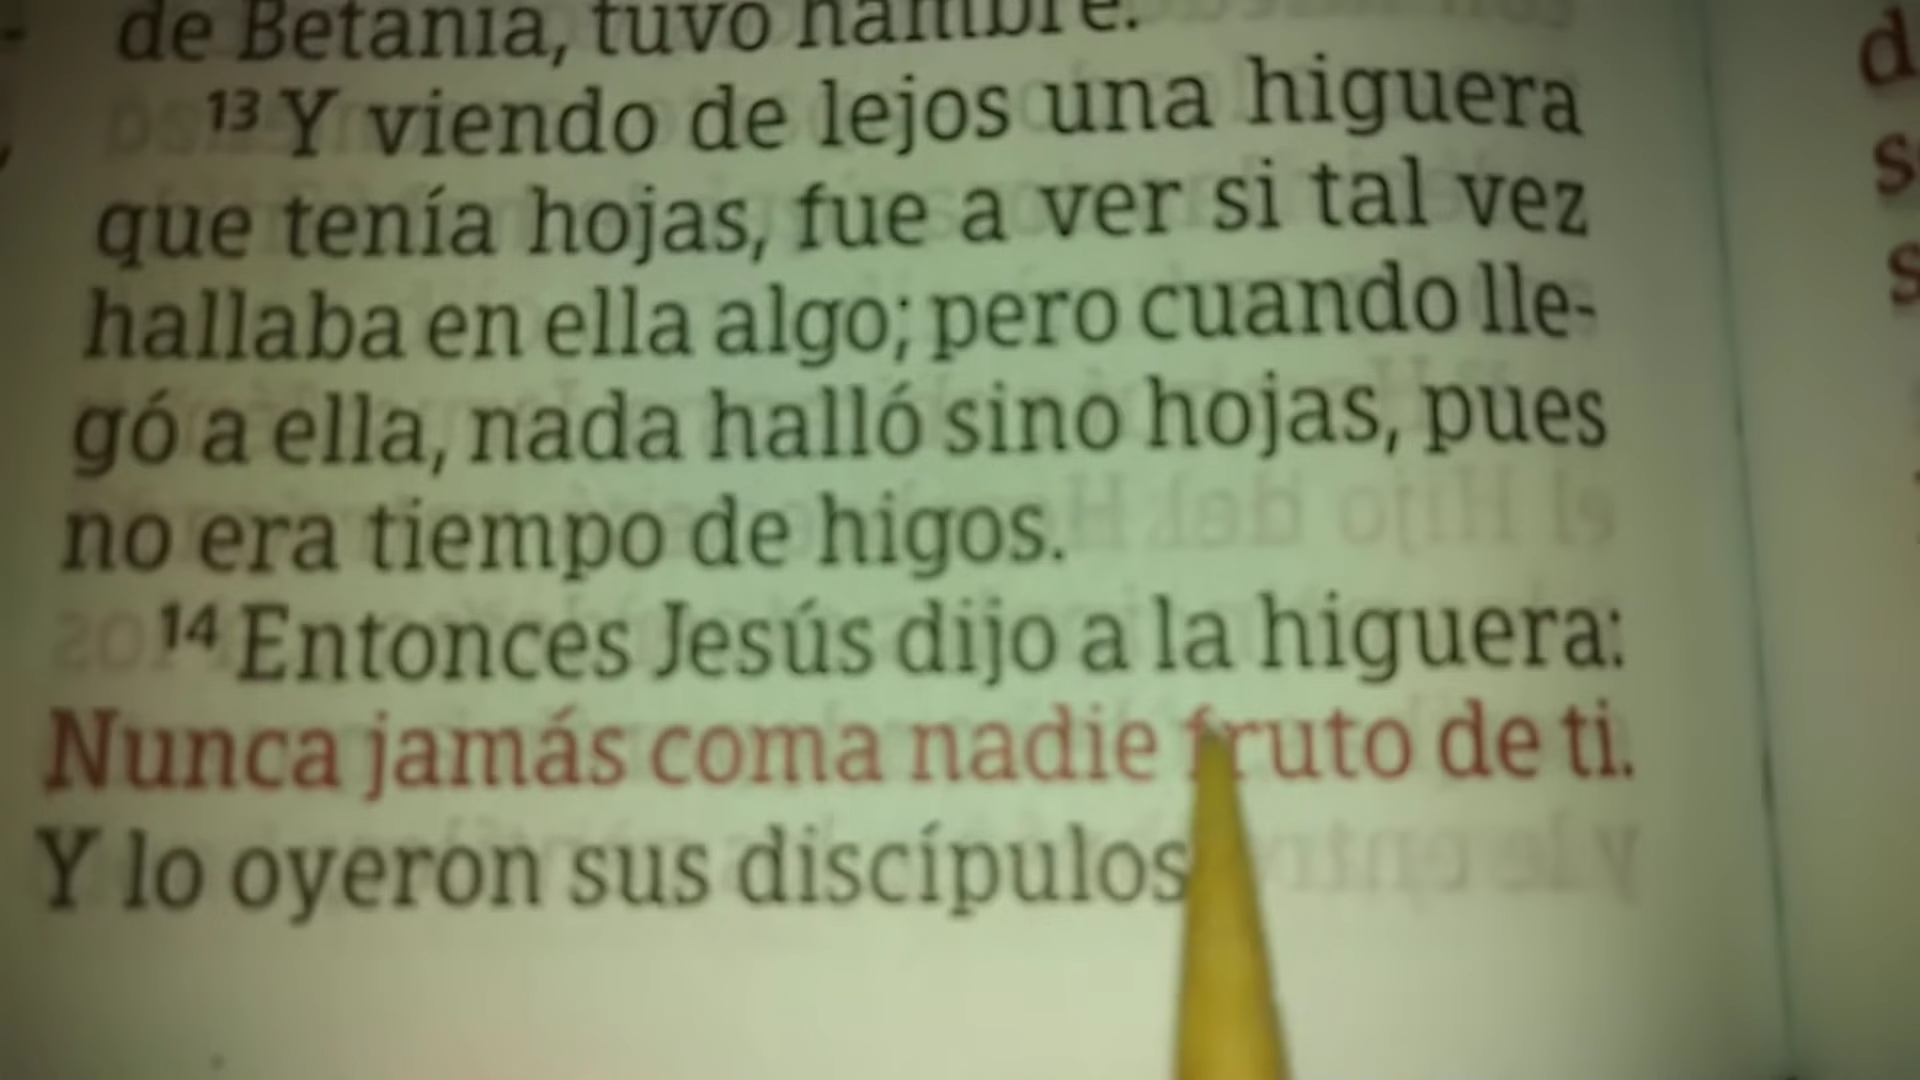 de Betania, tuvo hambre.
13 Y viendo de lejos una higuera
que tenía hojas, fue a ver si tal vez
hallaba en ella algo; pero cuando lle-
gó a ella, nada halló sino hojas, pues
no era tiempo de higos.
14 Entonces Jesús dijo a la higuera:
Nunca jamás coma nadie fruto de ti.
Y lo oyeron sus discípulos